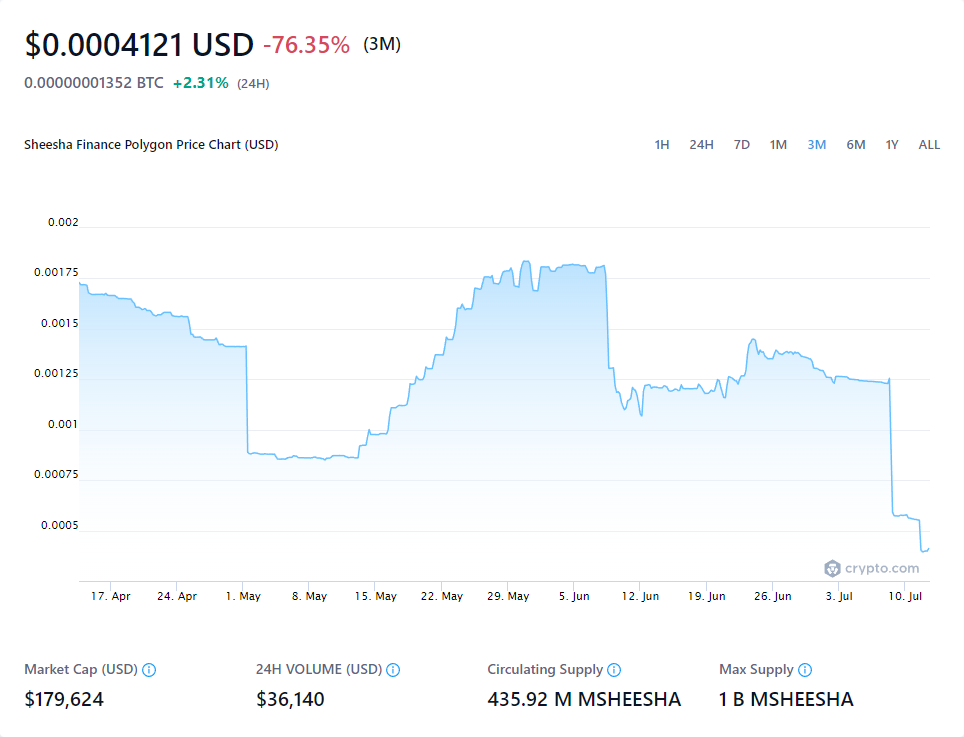 $0.0004121 USD -76.35% (3M)
0.00000001352 BTC +2.31% (24H)
Sheesha Finance Polygon Price Chart (USD) 1H 24H 7D 1M 3M 6M 1Y ALL
0.002
0.00175
0.0015
0.00125
0.001
0.00075
0.0005
crypto.com
17. Apr 24. Apr 1. May 8. May 15. May 22. May 29. May 5. Jun 12. Jun 19. Jun 26. Jun 3. Jul 10. Jul
Market Cap (USD) 24H VOLUME (USD) Circulating Supply Max Supply
$179,624 $36,140 435.92 M MSHEESHA 1 B MSHEESHA